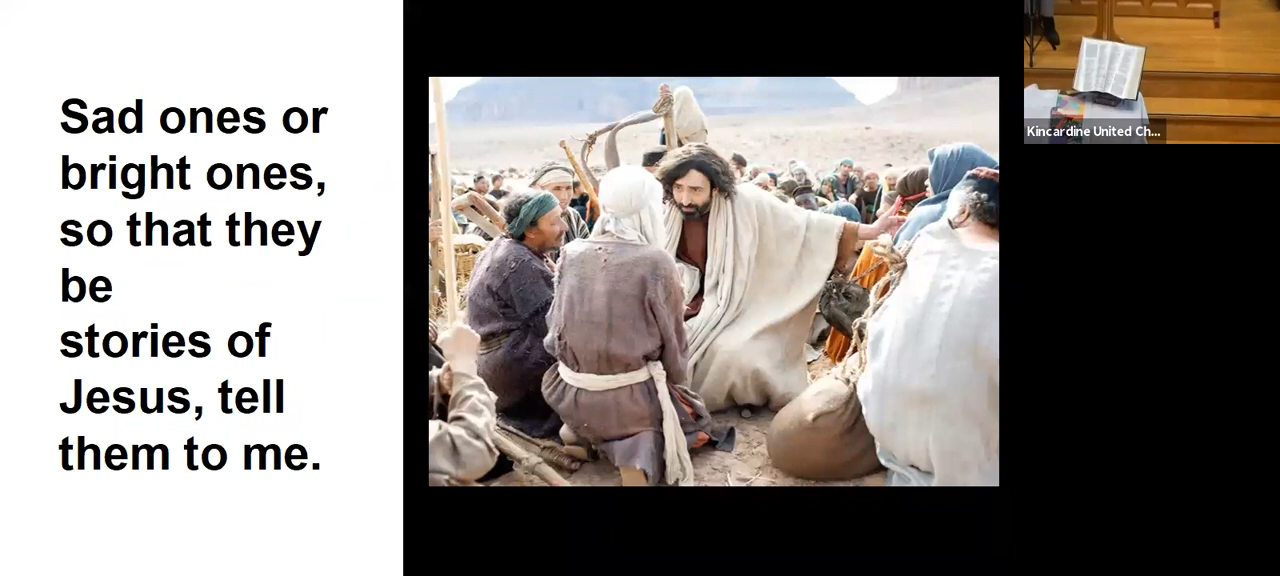 Sad ones or
bright ones,
so that they
be
stories of
Jesus, tell
them to me.
Kincardine United Ch...